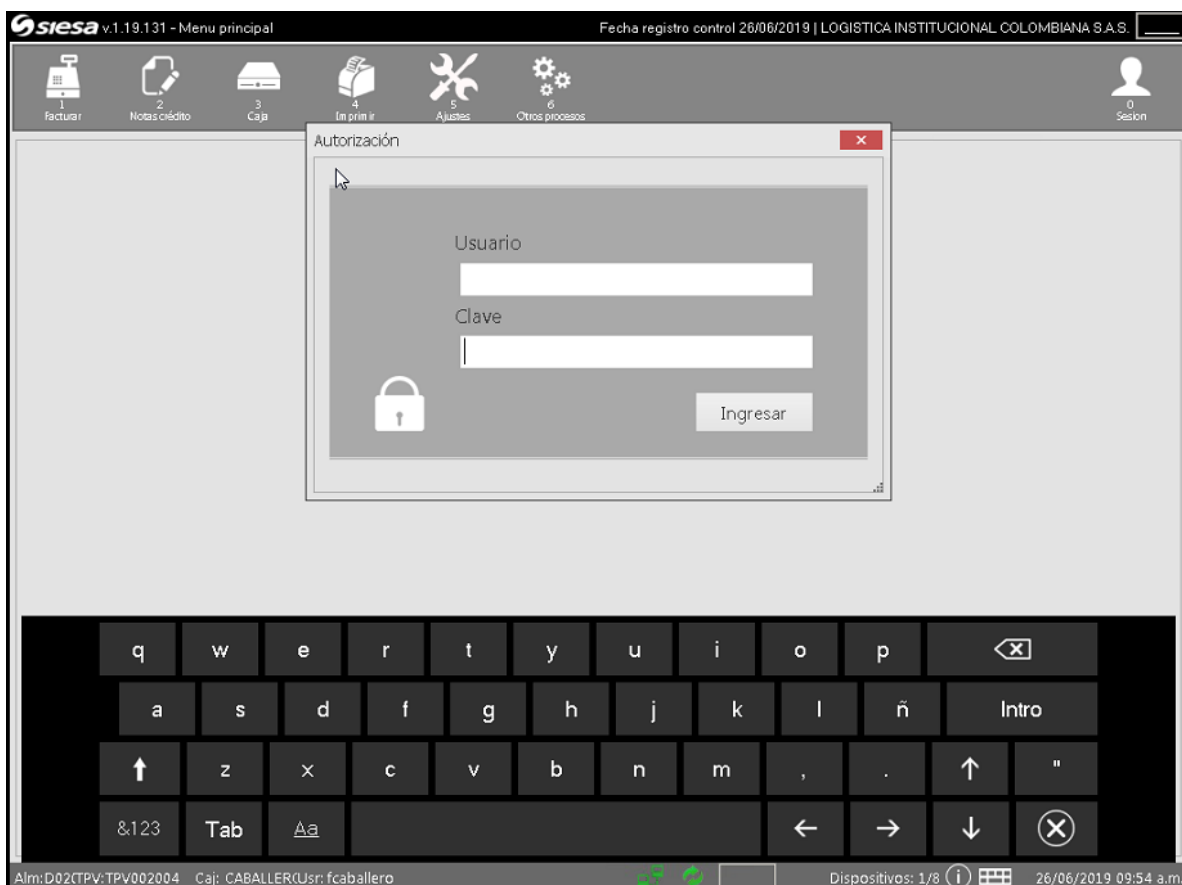 siesa v.1.19.131 - Menu principal
Fecha registro control 26/06/2019 | LOGISTICA INSTITUCIONAL COLOMBIANA S.A.S.
1 2 3 4 5 6 0
Facturar Notas crédito Caja Imprimir Ajustes Otros procesos Sesion
Autorización
Usuario
Clave
Ingresar
q w e r t y u i o p
a s d f g h j k l ñ Intro
z x c v b n m , . "
&123 Tab Aa
Alm:D02(TPV:TPV002004 Caj: CABALLER(Usr: fcaballero Dispositivos: 1/8 i 26/06/2019 09:54 a.m.